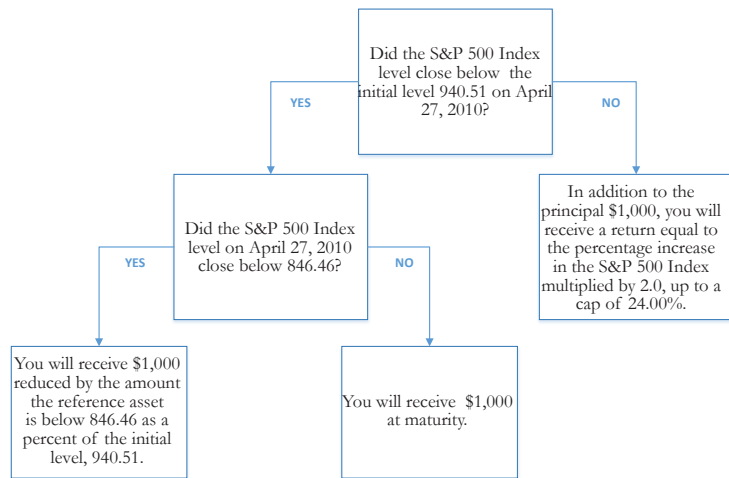 Did the S&P 500 Index
level close below the
initial level 940.51 on April
27, 2010?
YES
NO
Did the S&P 500 Index
level on April 27, 2010
close below 846.46?
In addition to the
principal $1,000, you will
receive a return equal to
the percentage increase
in the S&P 500 Index
multiplied by 2.0, up to a
cap of 24.00%.
YES
NO
You will receive $1,000
reduced by the amount
the reference asset
is below 846.46 as a
percent of the initial
level, 940.51.
You will receive $1,000
at maturity.